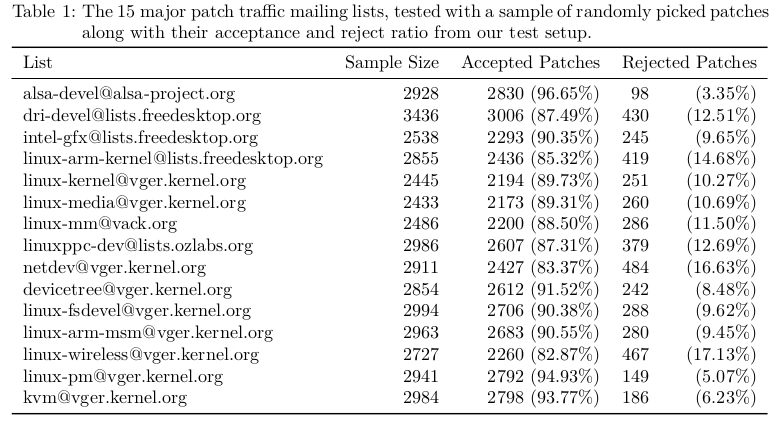 Table 1: The 15 major patch traffic mailing lists, tested with a sample of randomly picked patches
along with their acceptance and reject ratio from our test setup.
List Sample Size Accepted Patches Rejected Patches
alsa-devel@alsa-project.org 2928 2830 (96.65%) 98 (3.35%)
dri-devel@lists.freedesktop.org 3436 3006 (87.49%) 430 (12.51%)
intel-gfx@lists.freedesktop.org 2538 2293 (90.35%) 245 (9.65%)
linux-arm-kernel@lists.freedesktop.org 2855 2436 (85.32%) 419 (14.68%)
linux-kernel@vger.kernel.org 2445 2194 (89.73%) 251 (10.27%)
linux-media@vger.kernel.org 2433 2173 (89.31%) 260 (10.69%)
linux-mm@vack.org 2486 2200 (88.50%) 286 (11.50%)
linuxppc-dev@lists.ozlabs.org 2986 2607 (87.31%) 379 (12.69%)
netdev@vger.kernel.org 2911 2427 (83.37%) 484 (16.63%)
devicetree@vger.kernel.org 2854 2612 (91.52%) 242 (8.48%)
linux-fsdevel@vger.kernel.org 2994 2706 (90.38%) 288 (9.62%)
linux-arm-msm@vger.kernel.org 2963 2683 (90.55%) 280 (9.45%)
linux-wireless@vger.kernel.org 2727 2260 (82.87%) 467 (17.13%)
linux-pm@vger.kernel.org 2941 2792 (94.93%) 149 (5.07%)
kvm@vger.kernel.org 2984 2798 (93.77%) 186 (6.23%)